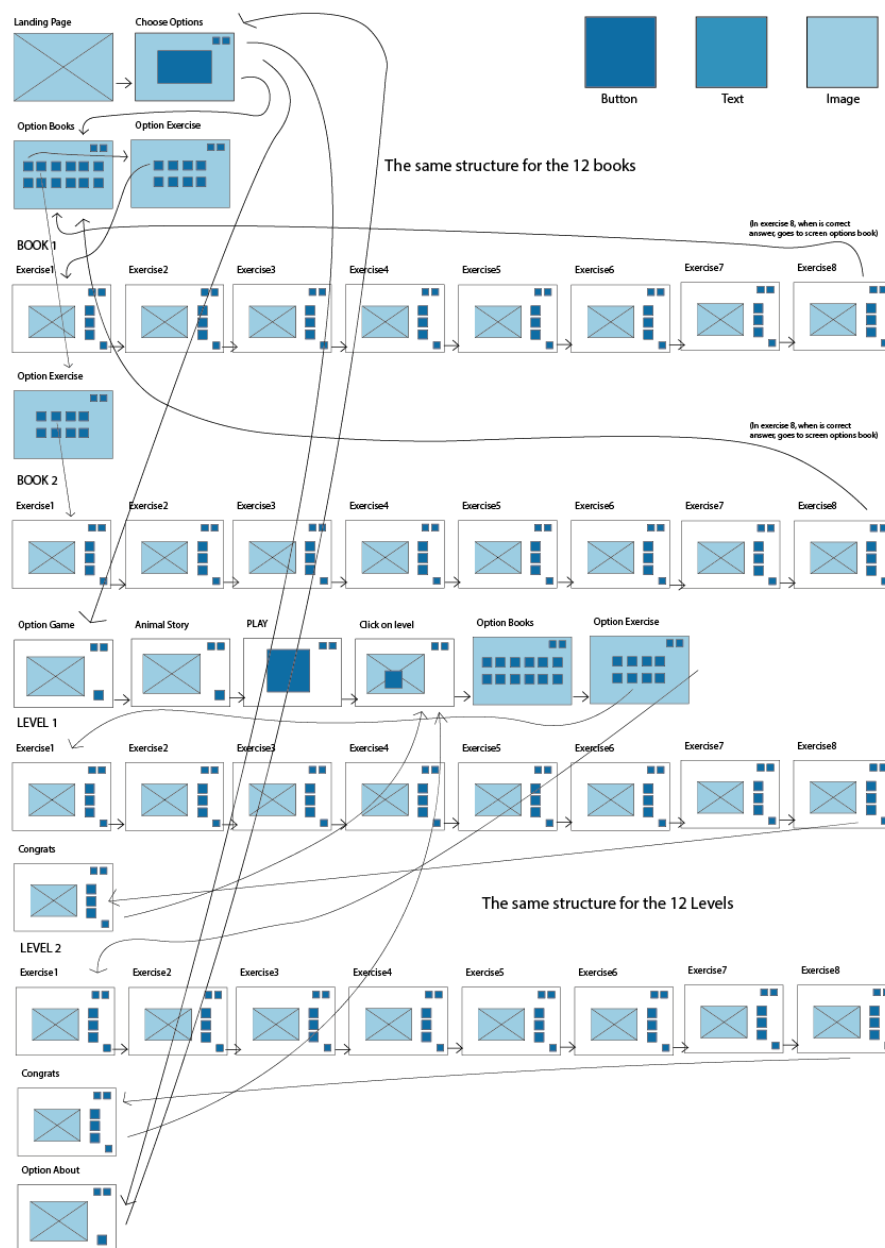 Landing Page
Choose Options
Button
Text
Image
Option Books
Option Exercise
The same structure for the 12 books
(In exercise 8, when is correct
answer, goes to screen options book)
BOOK 1
Exercise1
Exercise2
Exercise3
Exercise4
Exercise5
Exercise6
Exercise7
Exercise8
Option Exercise
(In exercise 8, when is correct
answer, goes to screen options book)
BOOK 2
Exercise1
Exercise2
Exercise3
Exercise4
Exercise5
Exercise6
Exercise7
Exercise8
Option Game
Animal Story
PLAY
Click on level
Option Books
Option Exercise
LEVEL 1
Exercise1
Exercise2
Exercise3
Exercise4
Exercise5
Exercise6
Exercise7
Exercise8
Congrats
The same structure for the 12 Levels
LEVEL 2
Exercise1
Exercise2
Exercise3
Exercise4
Exercise5
Exercise6
Exercise7
Exercise8
Congrats
Option About